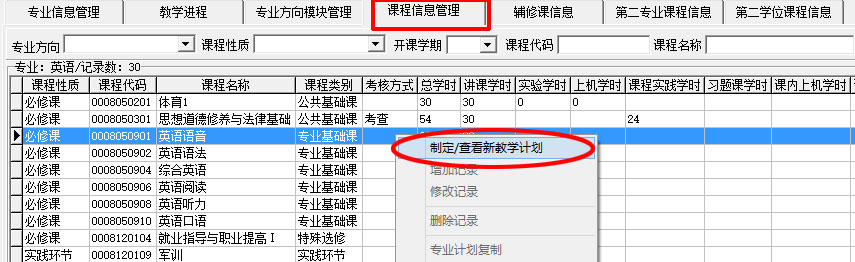 专业信息管理 教学进程 专业方向模块管理 课程信息管理 辅修课信息 第二专业课程信息 第二学位课程信息
专业方向 课程性质 开课学期 课程代码 课程名称
专业: 英语/记录数: 30
课程性质 课程代码 课程名称 课程类别 考核方式 总学时 讲课学时 实验学时 上机学时 课程实践学时 习题课学时 课内上机学时
必修课 0008050201 体育1 公共基础课 30 30 0 0
必修课 0008050301 思想道德修养与法律基础 公共基础课 考查 54 30 24
必修课 0008050901 英语语音 专业基础课
制定/查看新教学计划
必修课 0008050902 英语语法 专业基础课
增加记录
必修课 0008050904 综合英语 专业基础课
必修课 0008050906 英语阅读 专业基础课
修改记录
必修课 0008050908 英语听力 专业基础课
必修课 0008050910 英语口语 专业基础课
删除记录
必修课 0008120104 就业指导与职业提高Ⅰ 特殊选修
实践环节 0008120109 军训 实践环节
专业计划复制